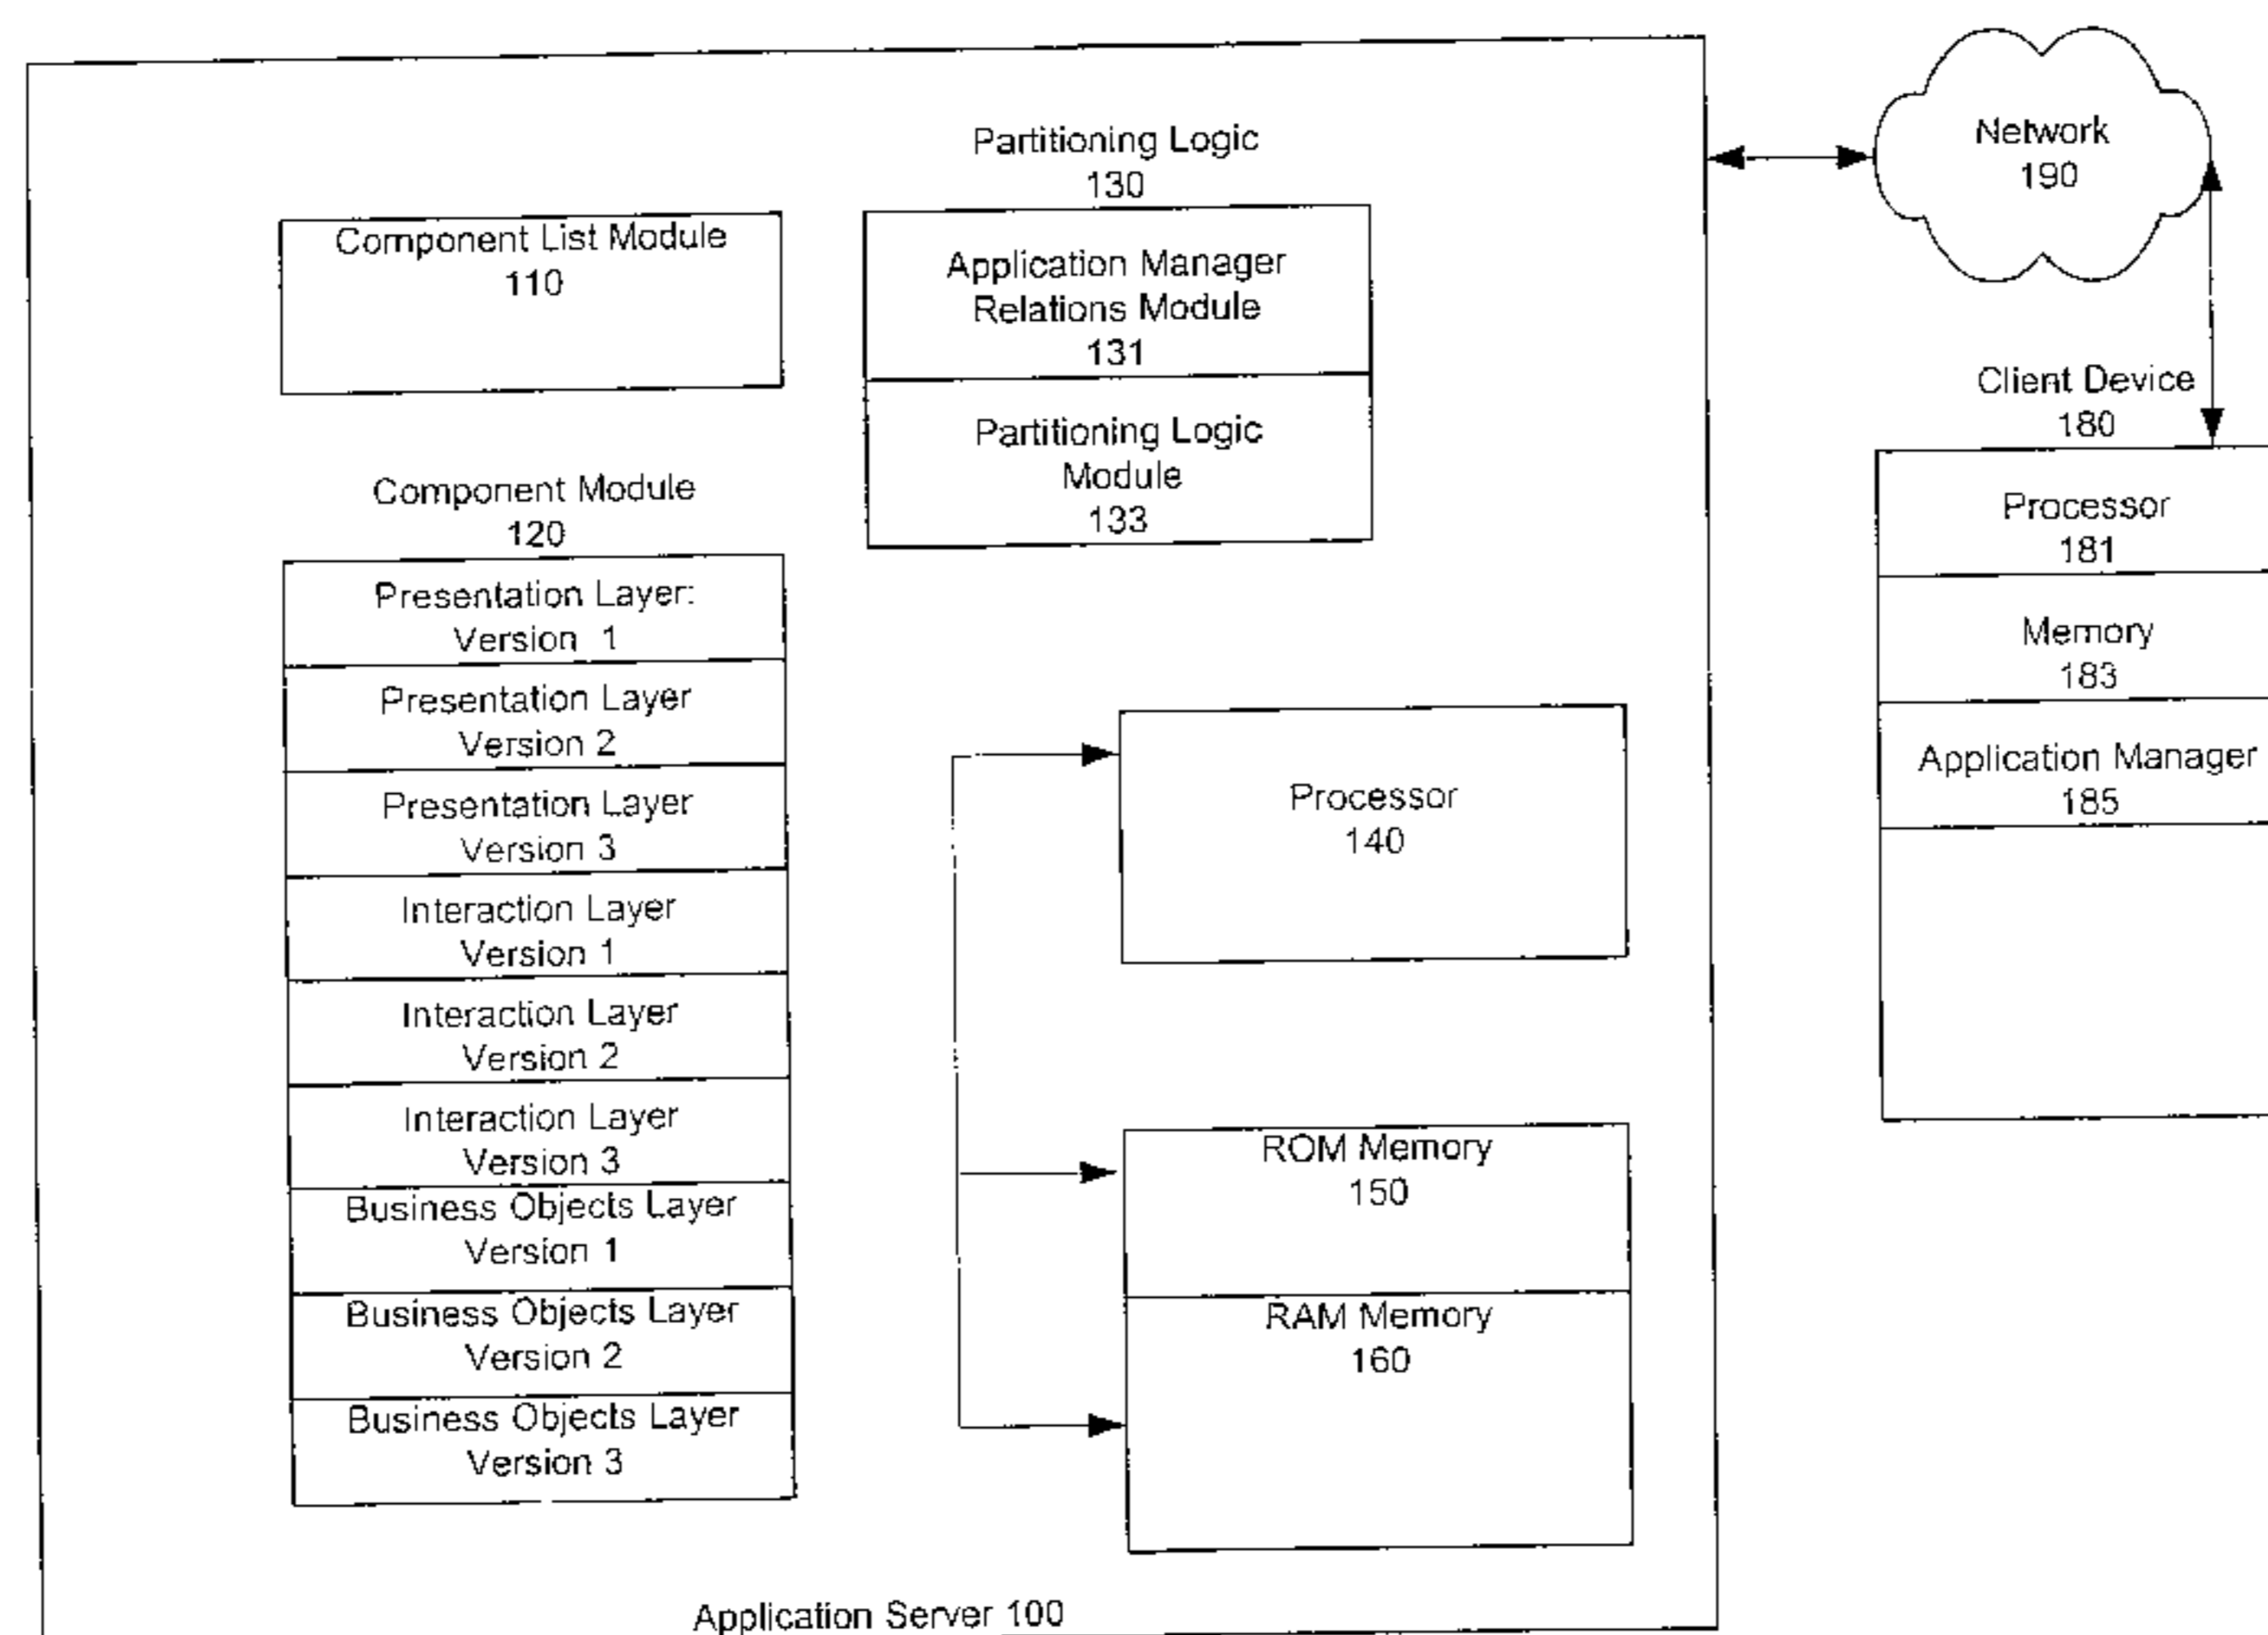 Partitioning Logic
130
Component List Module
110
Application Manager
Relations Module
131
Partitioning Logic
Module
133
Component Module
120
Presentation Layer:
Version 1
Presentation Layer
Version 2
Presentation Layer
Version 3
Interaction Layer
Version 1
Interaction Layer
Version 2
Interaction Layer
Version 3
Business Objects Layer
Version 1
Business Objects Layer
Version 2
Business Objects Layer
Version 3
Processor
140
ROM Memory
150
RAM Memory
160
Application Server 100
Network
190
Client Device
180
Processor
181
Memory
183
Application Manager
185